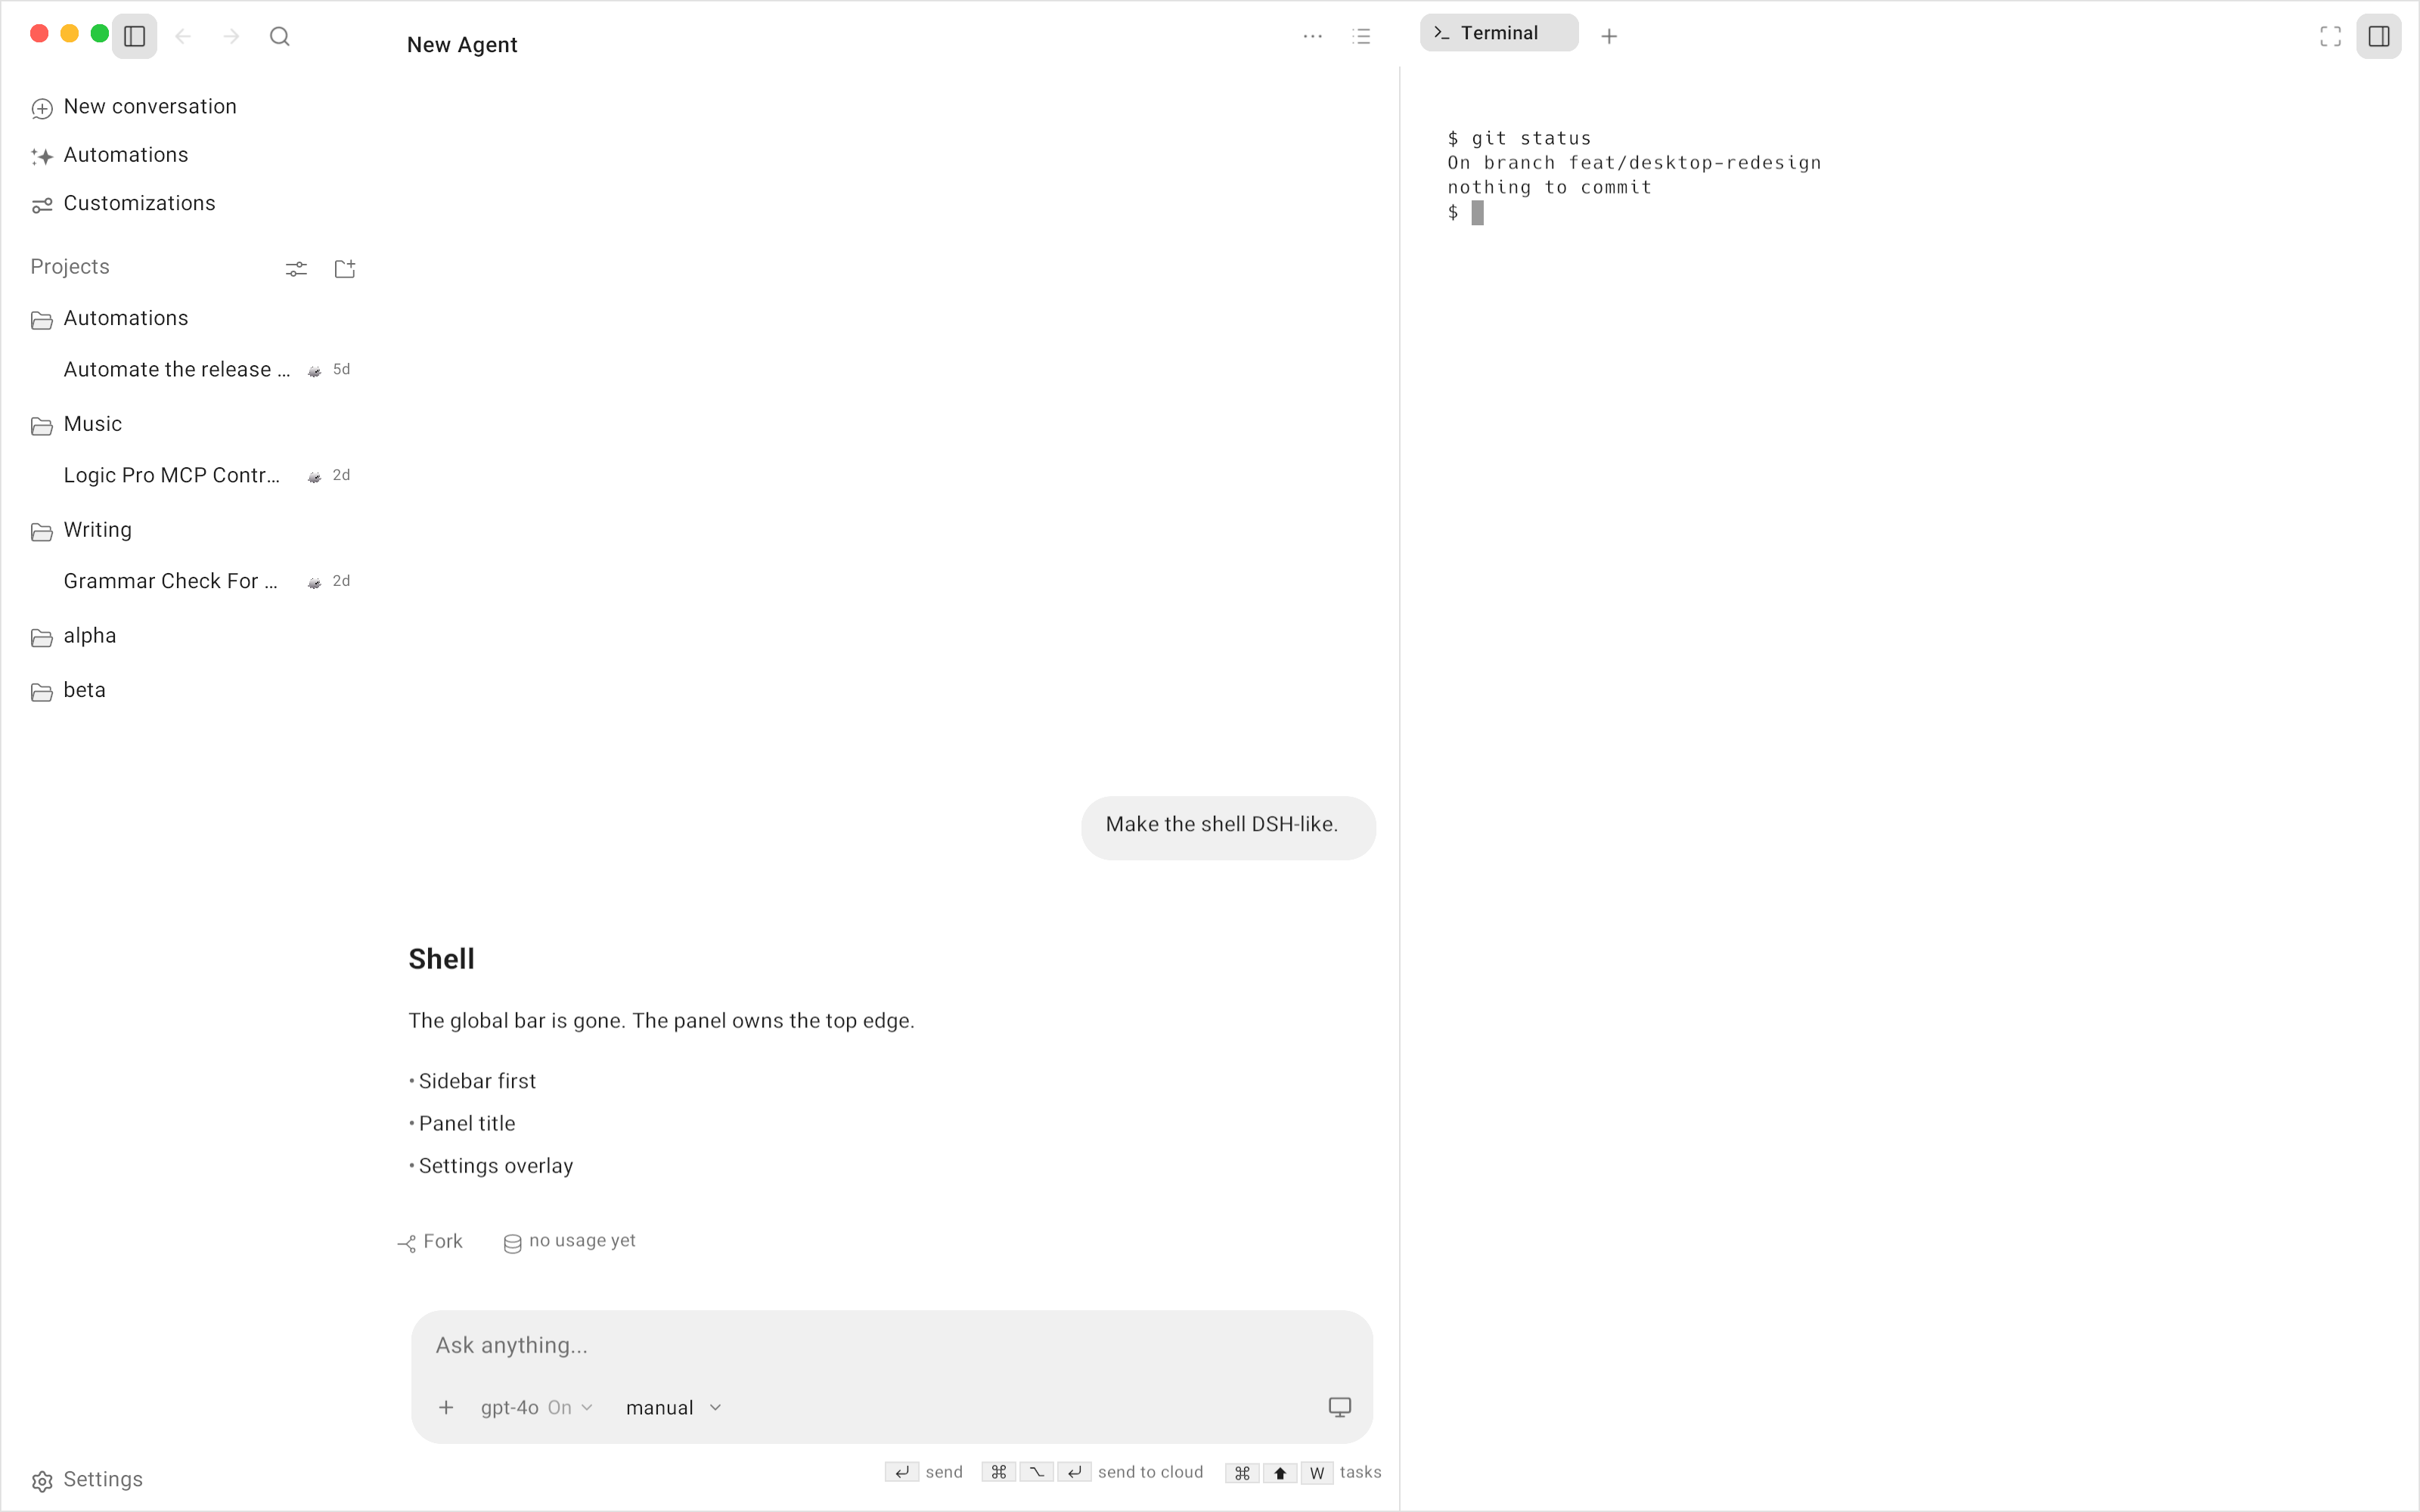 New conversation
Automations
Customizations
Projects
Automations
Automate the release ...
5d
Music
Logic Pro MCP Contr...
2d
Writing
Grammar Check For ...
2d
alpha
beta
Settings
New Agent
Make the shell DSH-like.
Shell
The global bar is gone. The panel owns the top edge.
• Sidebar first
• Panel title
• Settings overlay
Fork
no usage yet
Ask anything...
+ gpt-4o On manual
↵ send ⌘ ⌥ ↵ send to cloud ⌘ ⬆ W tasks
>_ Terminal +
$ git status
On branch feat/desktop-redesign
nothing to commit
$